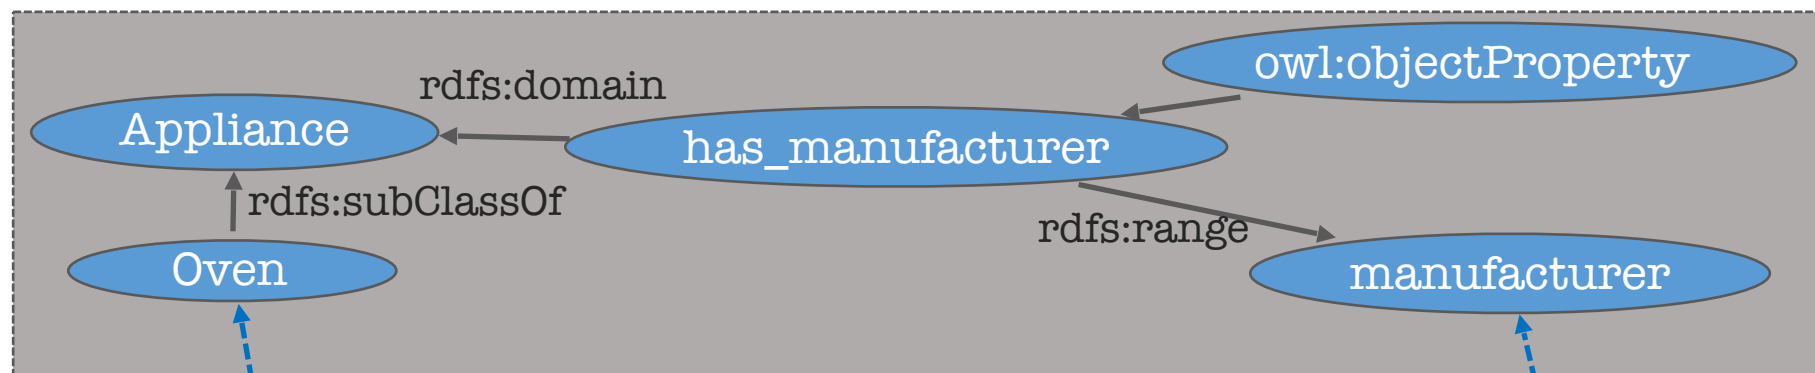 owl:objectProperty
rdfs:domain
Appliance
has_manufacturer
rdfs:subClassOf
rdfs:range
Oven
manufacturer